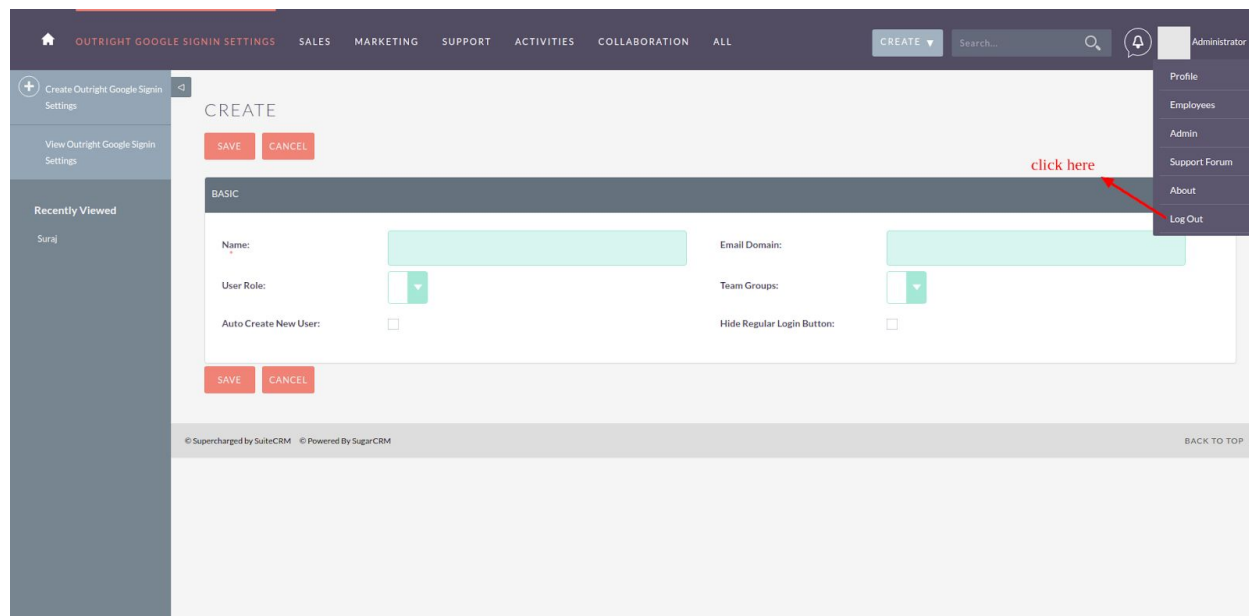 OUTRIGHT GOOGLE SIGNIN SETTINGS SALES MARKETING SUPPORT ACTIVITIES COLLABORATION ALL CREATE Search... Administrator
Profile
Employees
Admin
Support Forum
About
Log Out
click here
Create Outright Google Signin
Settings
View Outright Google Signin
Settings
Recently Viewed
Suraj
CREATE
SAVE CANCEL
BASIC
Name: * Email Domain:
User Role: Team Groups:
Auto Create New User: Hide Regular Login Button:
SAVE CANCEL
© Supercharged by SuiteCRM © Powered By SugarCRM BACK TO TOP